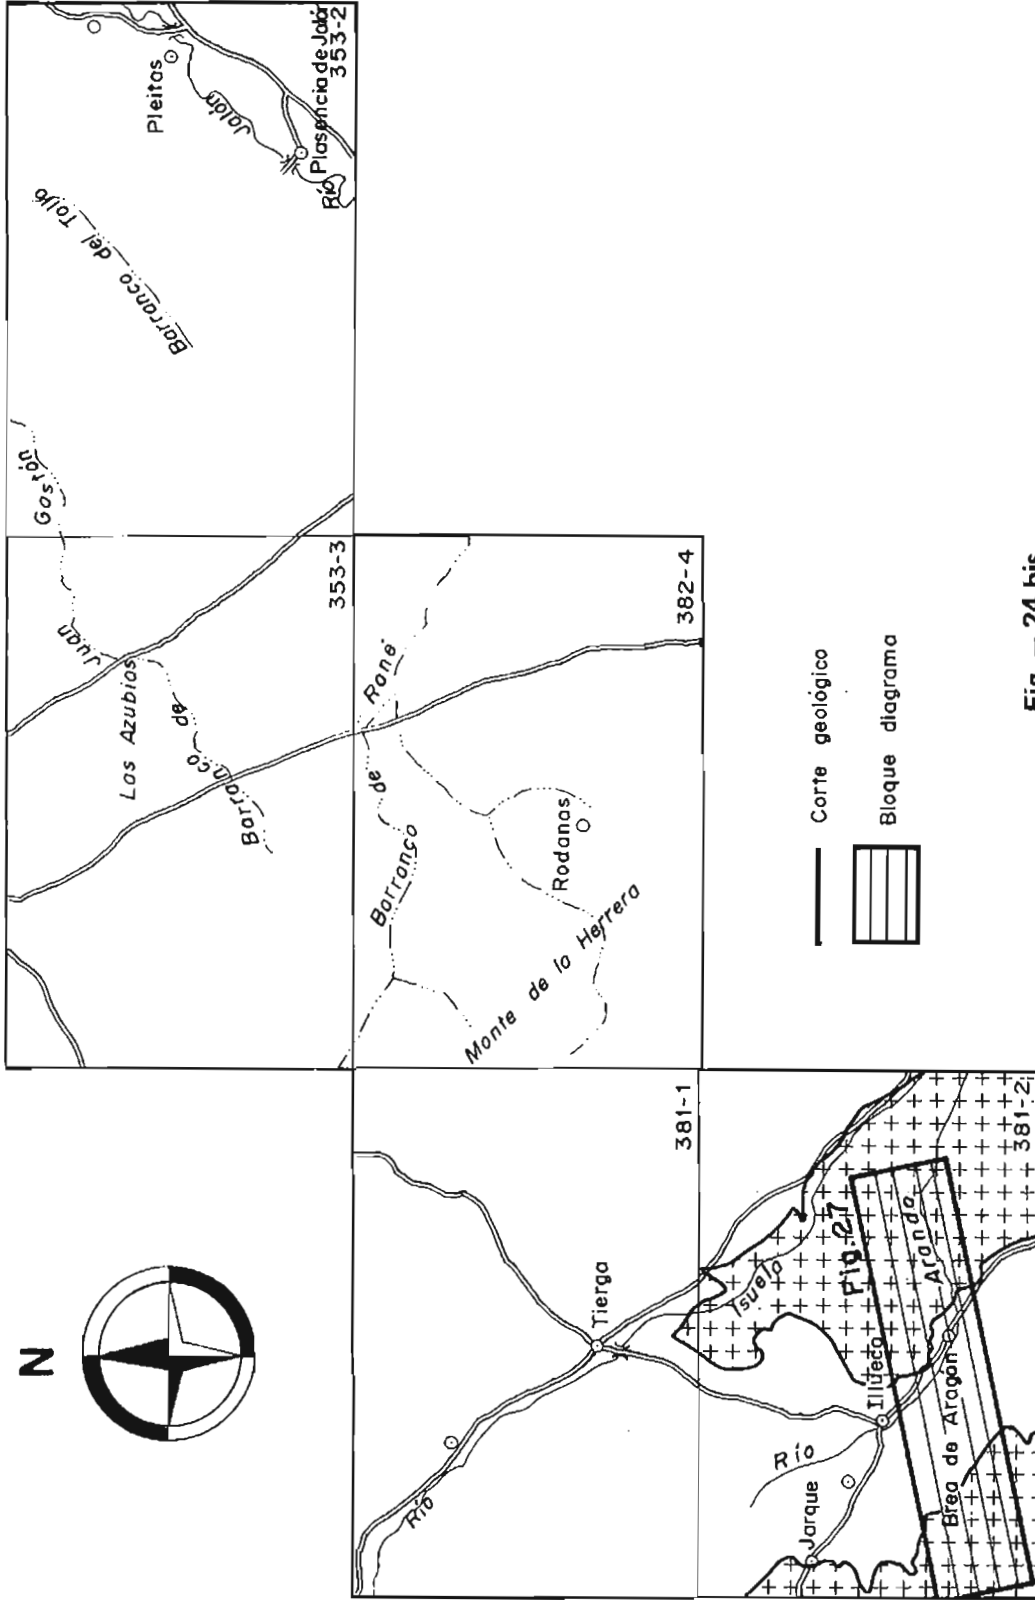 N
353-2
Pleitas
Jalón
Plasencia de Jalón
Río
Barranco del Tollo
Gastón
Juan
de
Barranco
Las Azubias
353-3
382-4
Rané
de
Barranco
Rodanas
Monte de la Herrera
381-1
Tierga
Río
Isuela
381-2
Fig. 27
Aranda
Illueca
Río
Jarque
Brea de Aragón
Corte geológico
Bloque diagrama
Fig. — 24 bis